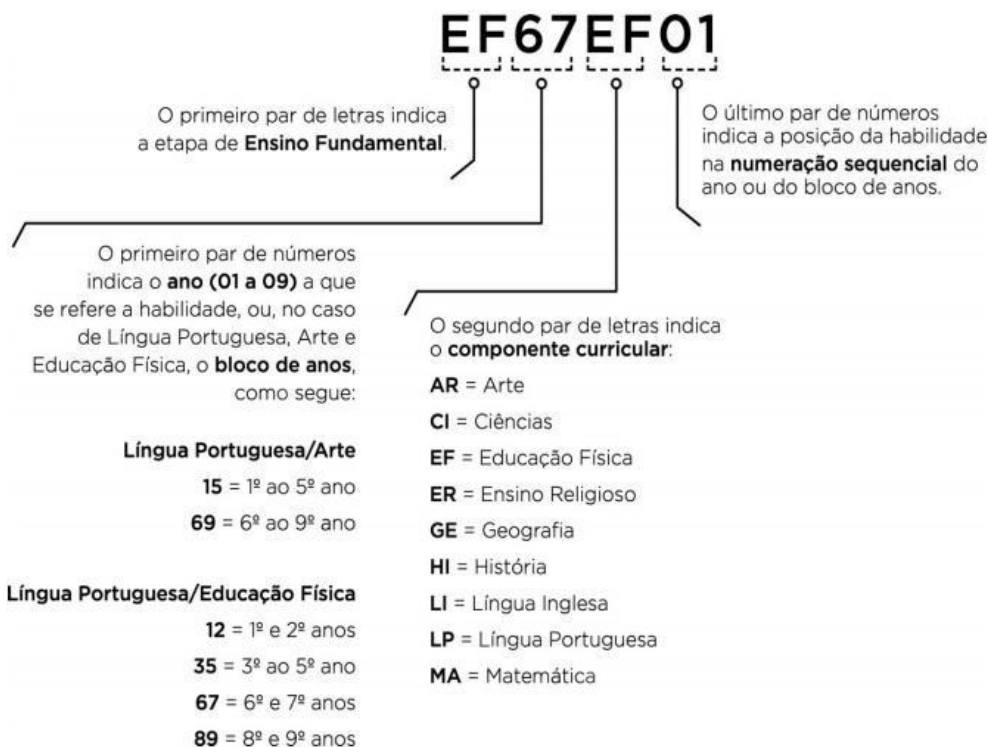 EF67EF01
O primeiro par de letras indica
a etapa de Ensino Fundamental.
O último par de números
indica a posição da habilidade
na numeração sequencial do
ano ou do bloco de anos.
O primeiro par de números
indica o ano (01 a 09) a que
se refere a habilidade, ou, no caso
de Língua Portuguesa, Arte e
Educação Física, o bloco de anos,
como segue:
Língua Portuguesa/Arte
15 = 1º ao 5º ano
69 = 6º ao 9º ano
Língua Portuguesa/Educação Física
12 = 1º e 2º anos
35 = 3º ao 5º ano
67 = 6º e 7º anos
89 = 8º e 9º anos
O segundo par de letras indica
o componente curricular:
AR = Arte
CI = Ciências
EF = Educação Física
ER = Ensino Religioso
GE = Geografia
HI = História
LI = Língua Inglesa
LP = Língua Portuguesa
MA = Matemática